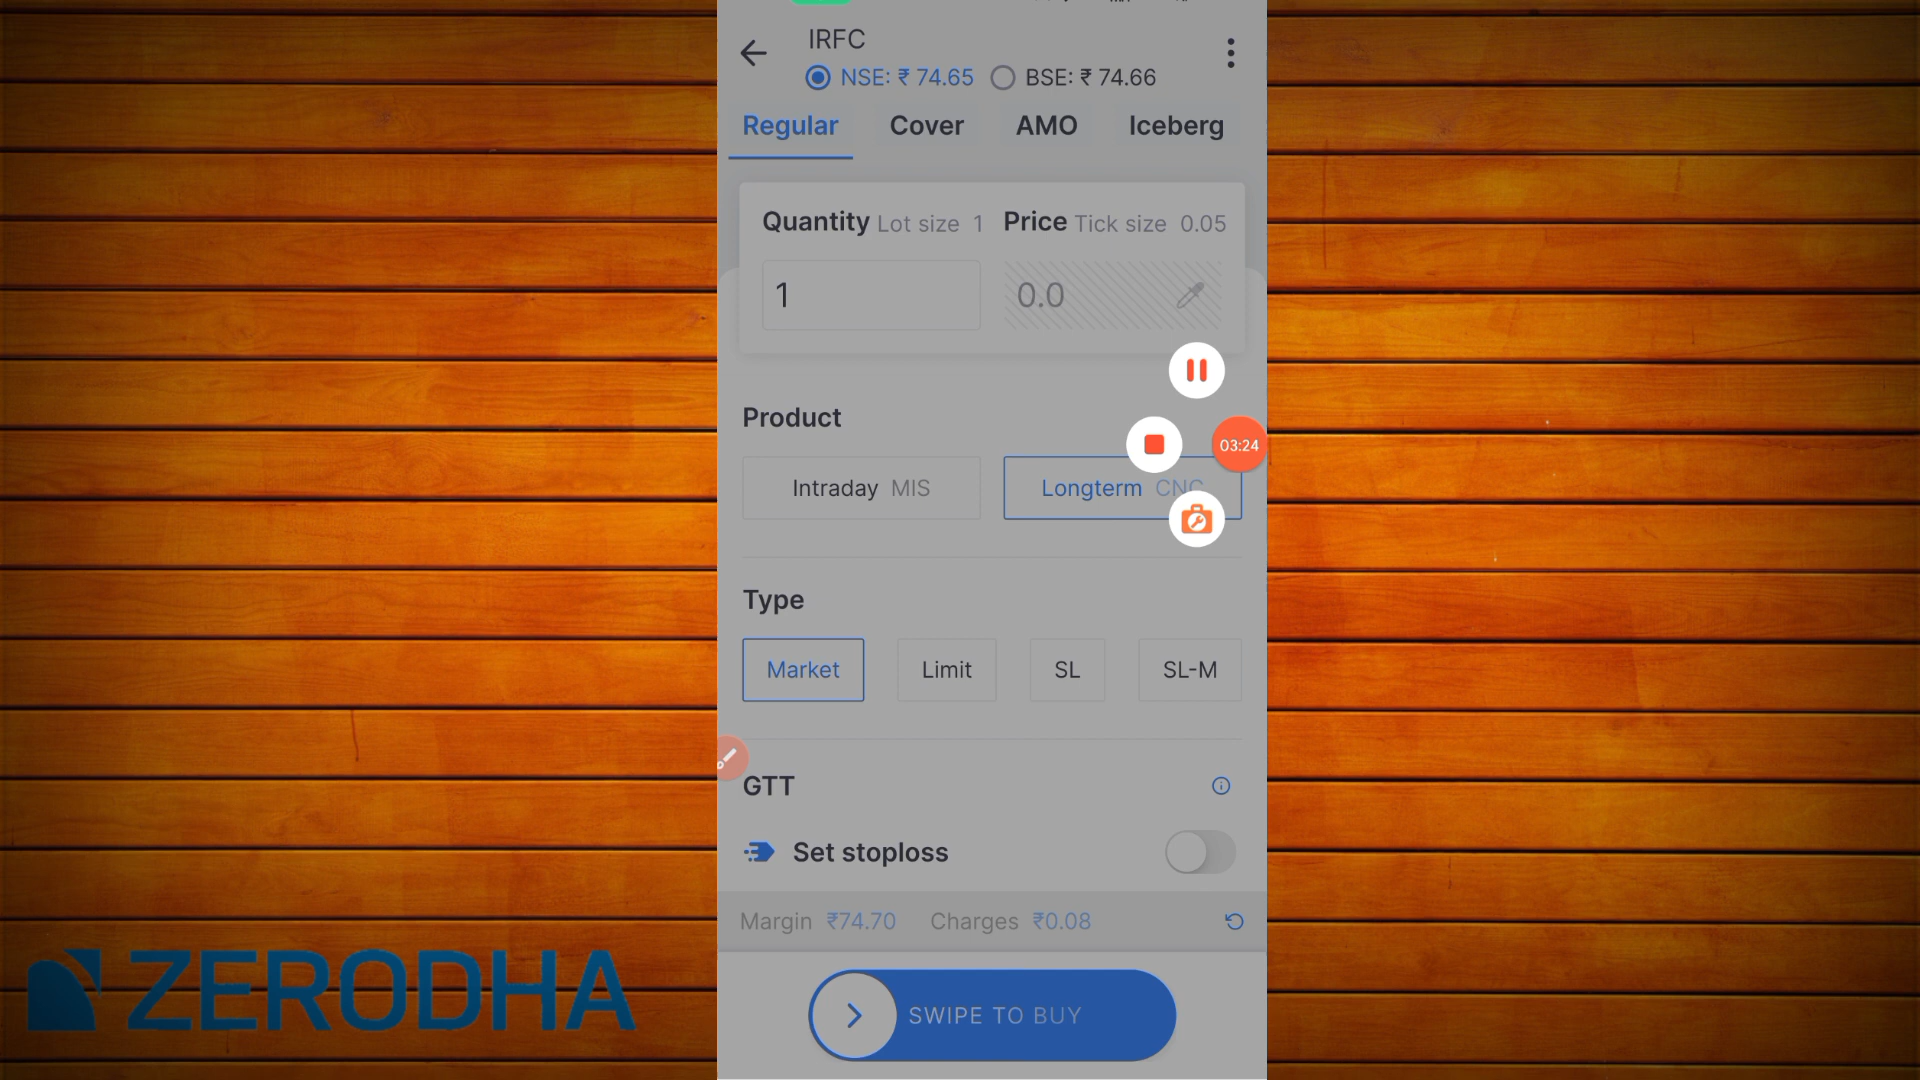 IRFC
NSE: ₹ 74.65 BSE: ₹ 74.66
Regular Cover AMO Iceberg
Quantity Lot size 1 Price Tick size 0.05
1 0.0
Product
03:24
Intraday MIS Longterm CNC
Type
Market Limit SL SL-M
GTT
Set stoploss
Margin ₹74.70 Charges ₹0.08
SWIPE TO BUY
ZERODHA